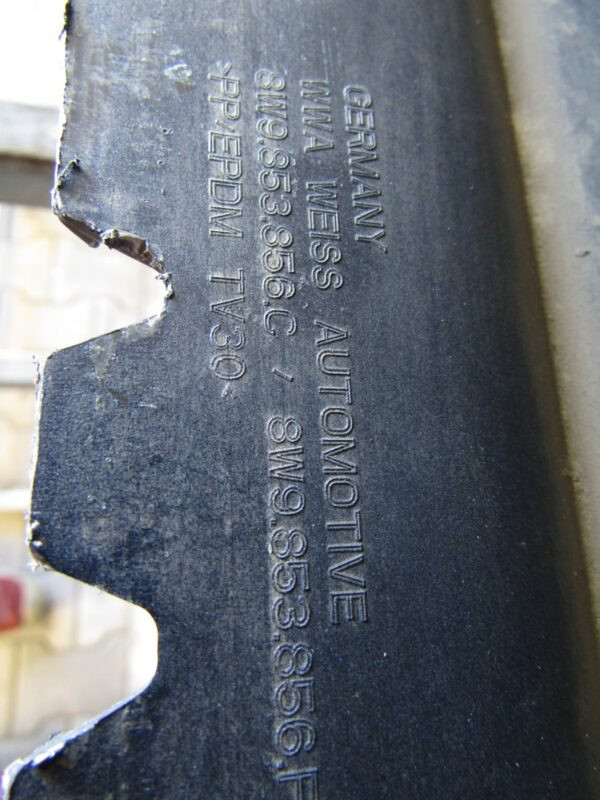 GERMANY
WWA WEISS AUTOMOTIVE
8W9.853.856.C / 8W9.853.856.F
>PP/EPDM TV30<